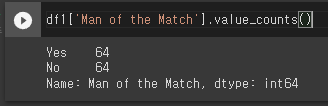 df1['Man of the Match'].value_counts()
Yes    64
No     64
Name: Man of the Match, dtype: int64